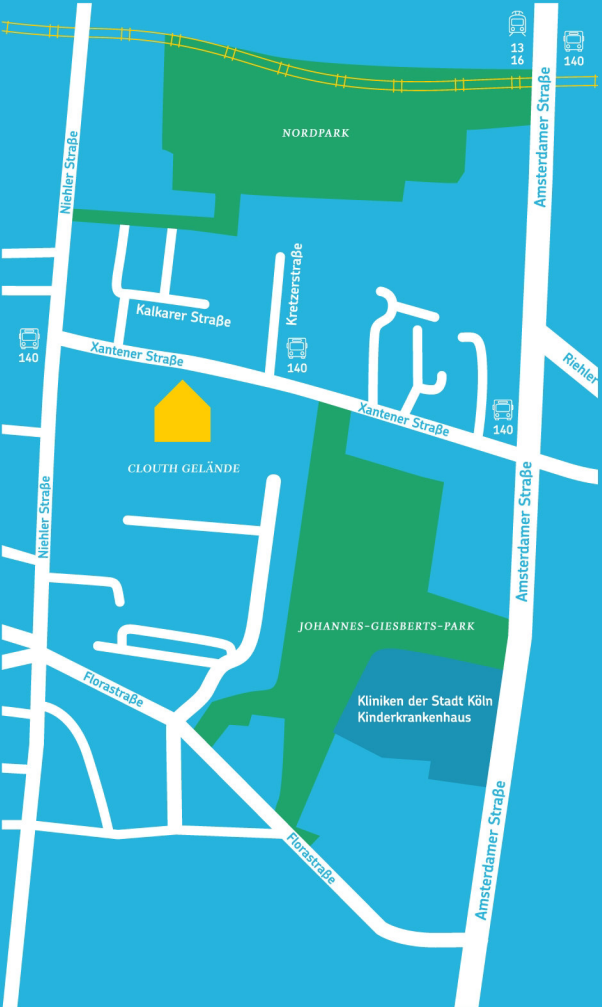 13
16
140
Amsterdamer Straße
NORDPARK
Niehler Straße
Kretzerstraße
Kalkarer Straße
140
Xantener Straße
140
Riehler
Xantener Straße
140
CLOUTH GELÄNDE
Niehler Straße
Amsterdamer Straße
JOHANNES-GIESBERTS-PARK
Florastraße
Kliniken der Stadt Köln
Kinderkrankenhaus
Amsterdamer Straße
Florastraße